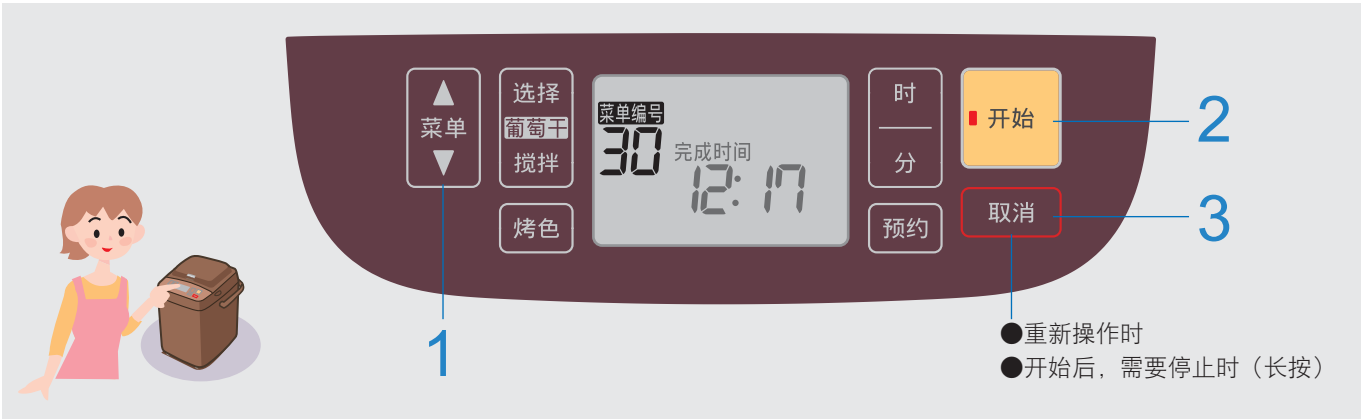 菜单
选择
葡萄干
搅拌
烤色
菜单编号
30
完成时间
12:17
时
分
预约
开始
取消
1
2
3
●重新操作时
●开始后，需要停止时（长按）